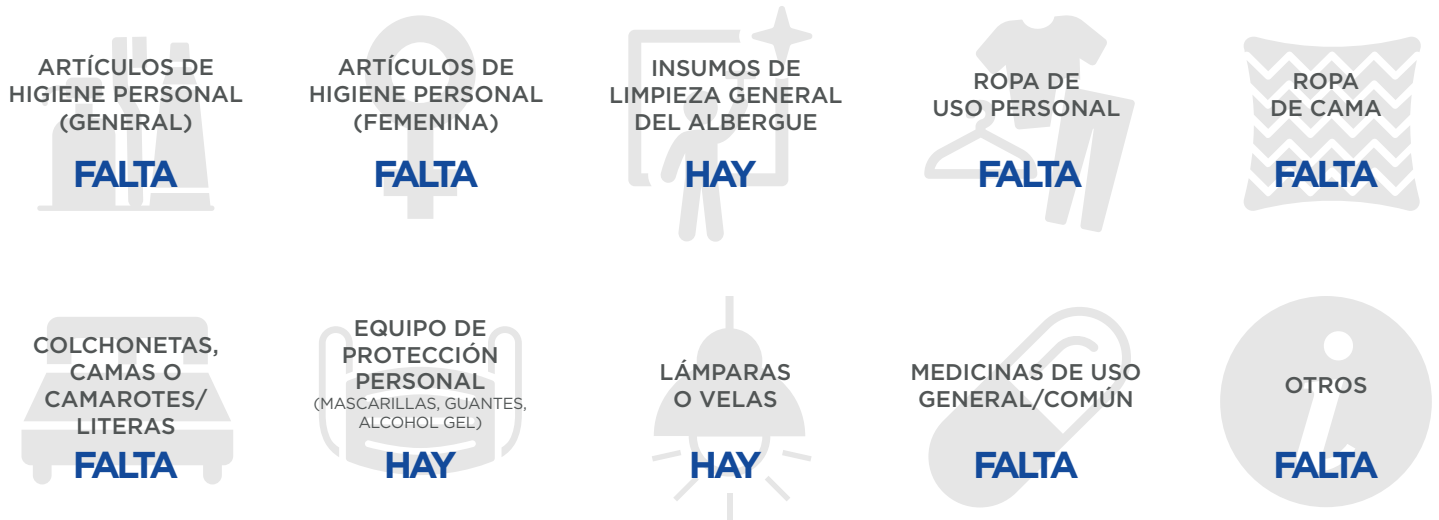 ARTÍCULOS DE
HIGIENE PERSONAL
(GENERAL)
FALTA
ARTÍCULOS DE
HIGIENE PERSONAL
(FEMENINA)
FALTA
INSUMOS DE
LIMPIEZA GENERAL
DEL ALBERGUE
HAY
ROPA DE
USO PERSONAL
FALTA
ROPA
DE CAMA
FALTA
COLCHONETAS,
CAMAS O
CAMAROTES/
LITERAS
FALTA
EQUIPO DE
PROTECCIÓN
PERSONAL
(MASCARILLAS, GUANTES,
ALCOHOL GEL)
HAY
LÁMPARAS
O VELAS
HAY
MEDICINAS DE USO
GENERAL/COMÚN
FALTA
OTROS
FALTA